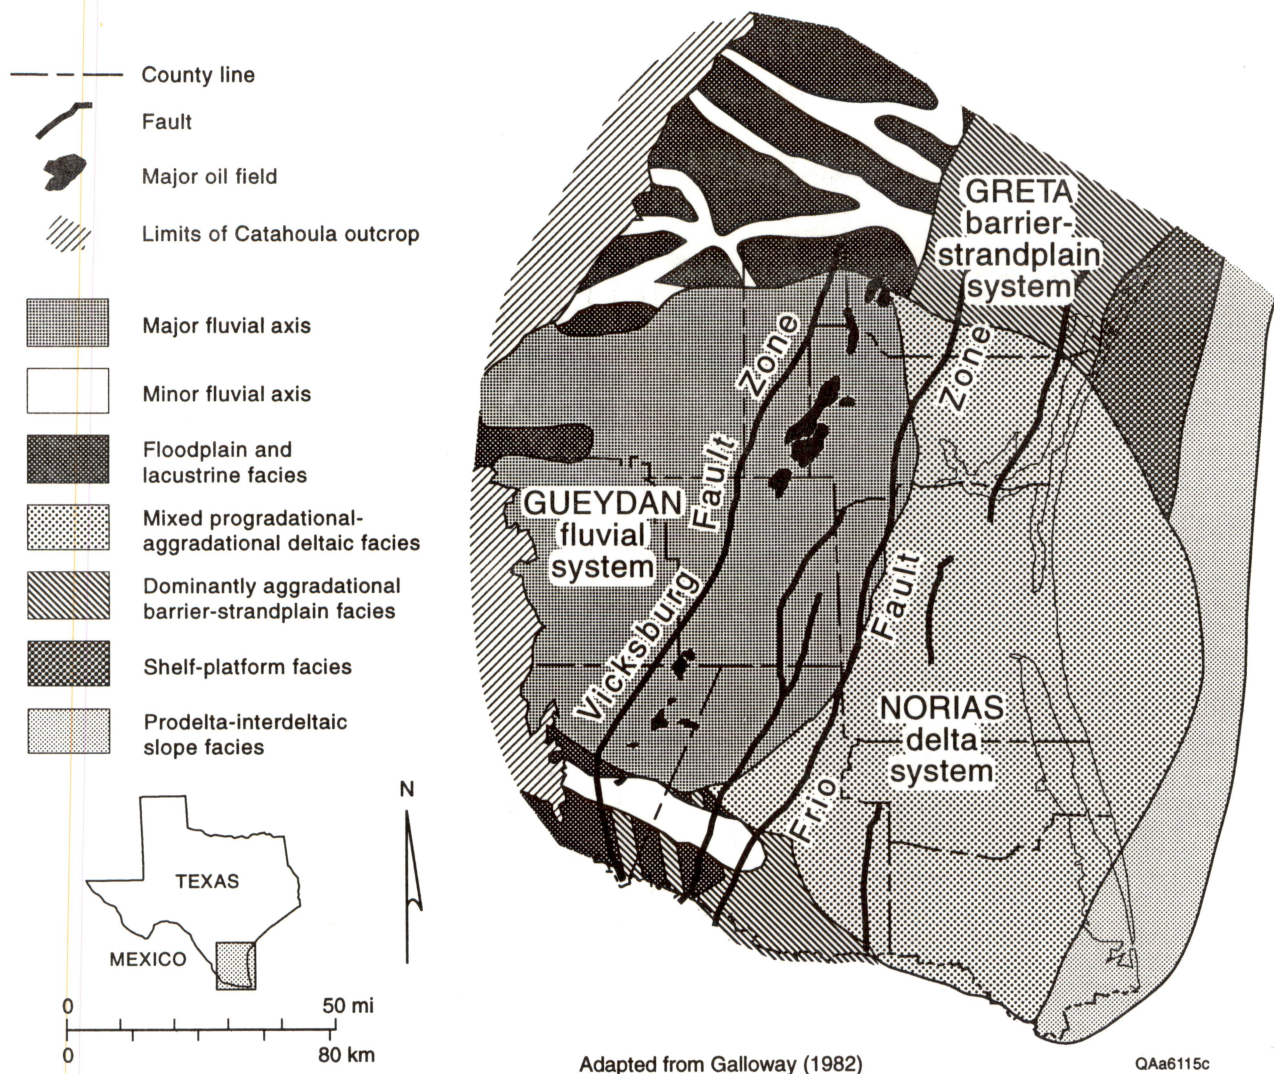 County line
Fault
Major oil field
Limits of Catahoula outcrop
Major fluvial axis
Minor fluvial axis
Floodplain and
lacustrine facies
Mixed progradational-
aggradational deltaic facies
Dominantly aggradational
barrier-strandplain facies
Shelf-platform facies
Prodelta-interdeltaic
slope facies
N
TEXAS
MEXICO
0
50 mi
0
80 km
GRETA
barrier-
strandplain
system
GUEYDAN
fluvial
system
Vicksburg Fault Zone
Frio Fault Zone
NORIAS
delta
system
Adapted from Galloway (1982)
QAa6115c